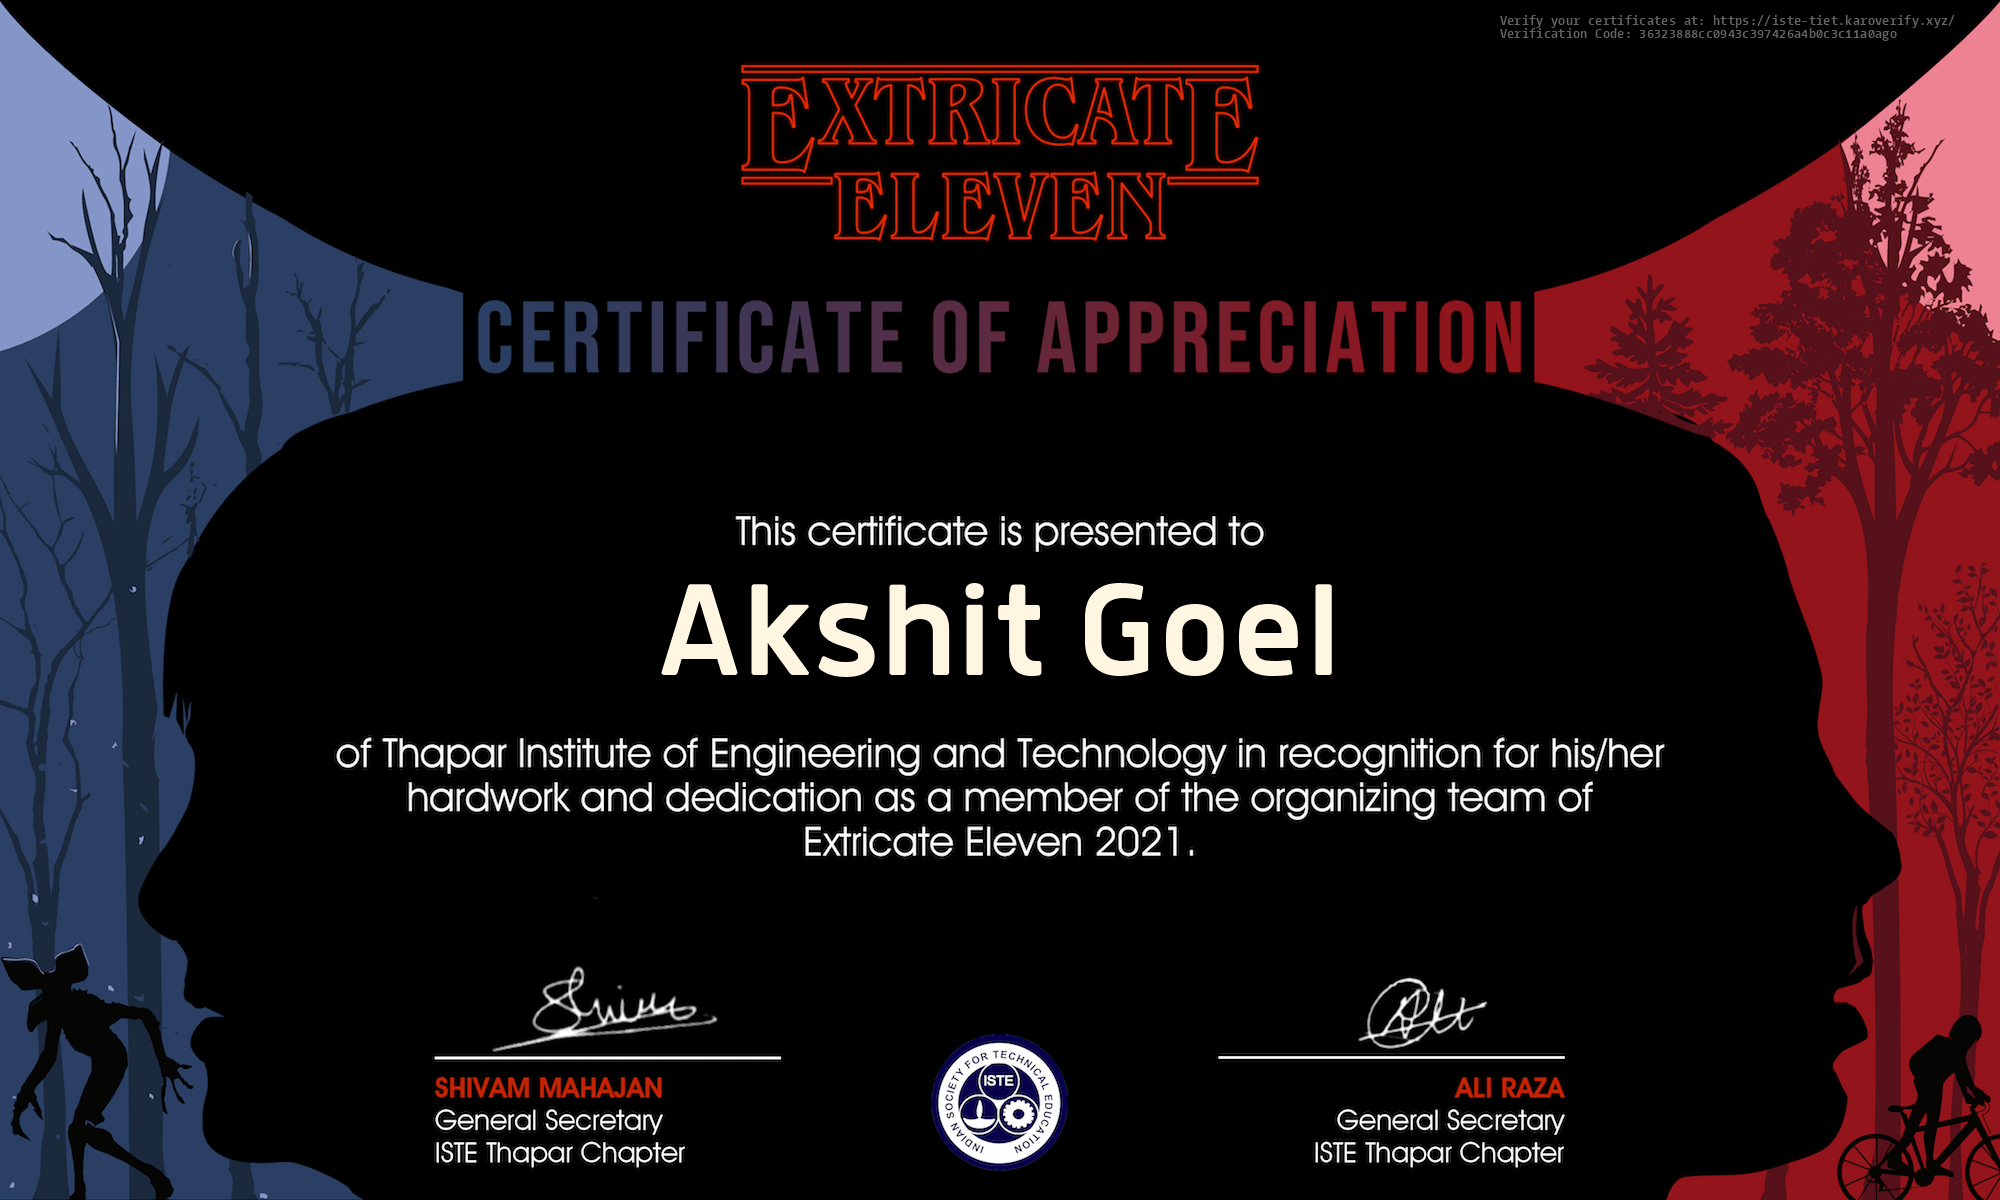 Verify your certificates at: https://iste-tiet.karoverify.xyz/
Verification Code: 36323888cc0943c397426a4b0c3c11a0ago
EXTRICATE
ELEVEN
CERTIFICATE OF APPRECIATION
This certificate is presented to
Akshit Goel
of Thapar Institute of Engineering and Technology in recognition for his/her
hardwork and dedication as a member of the organizing team of
Extricate Eleven 2021.
SHIVAM MAHAJAN
General Secretary
ISTE Thapar Chapter
INDIAN SOCIETY FOR TECHNICAL EDUCATION
ISTE
ALI RAZA
General Secretary
ISTE Thapar Chapter